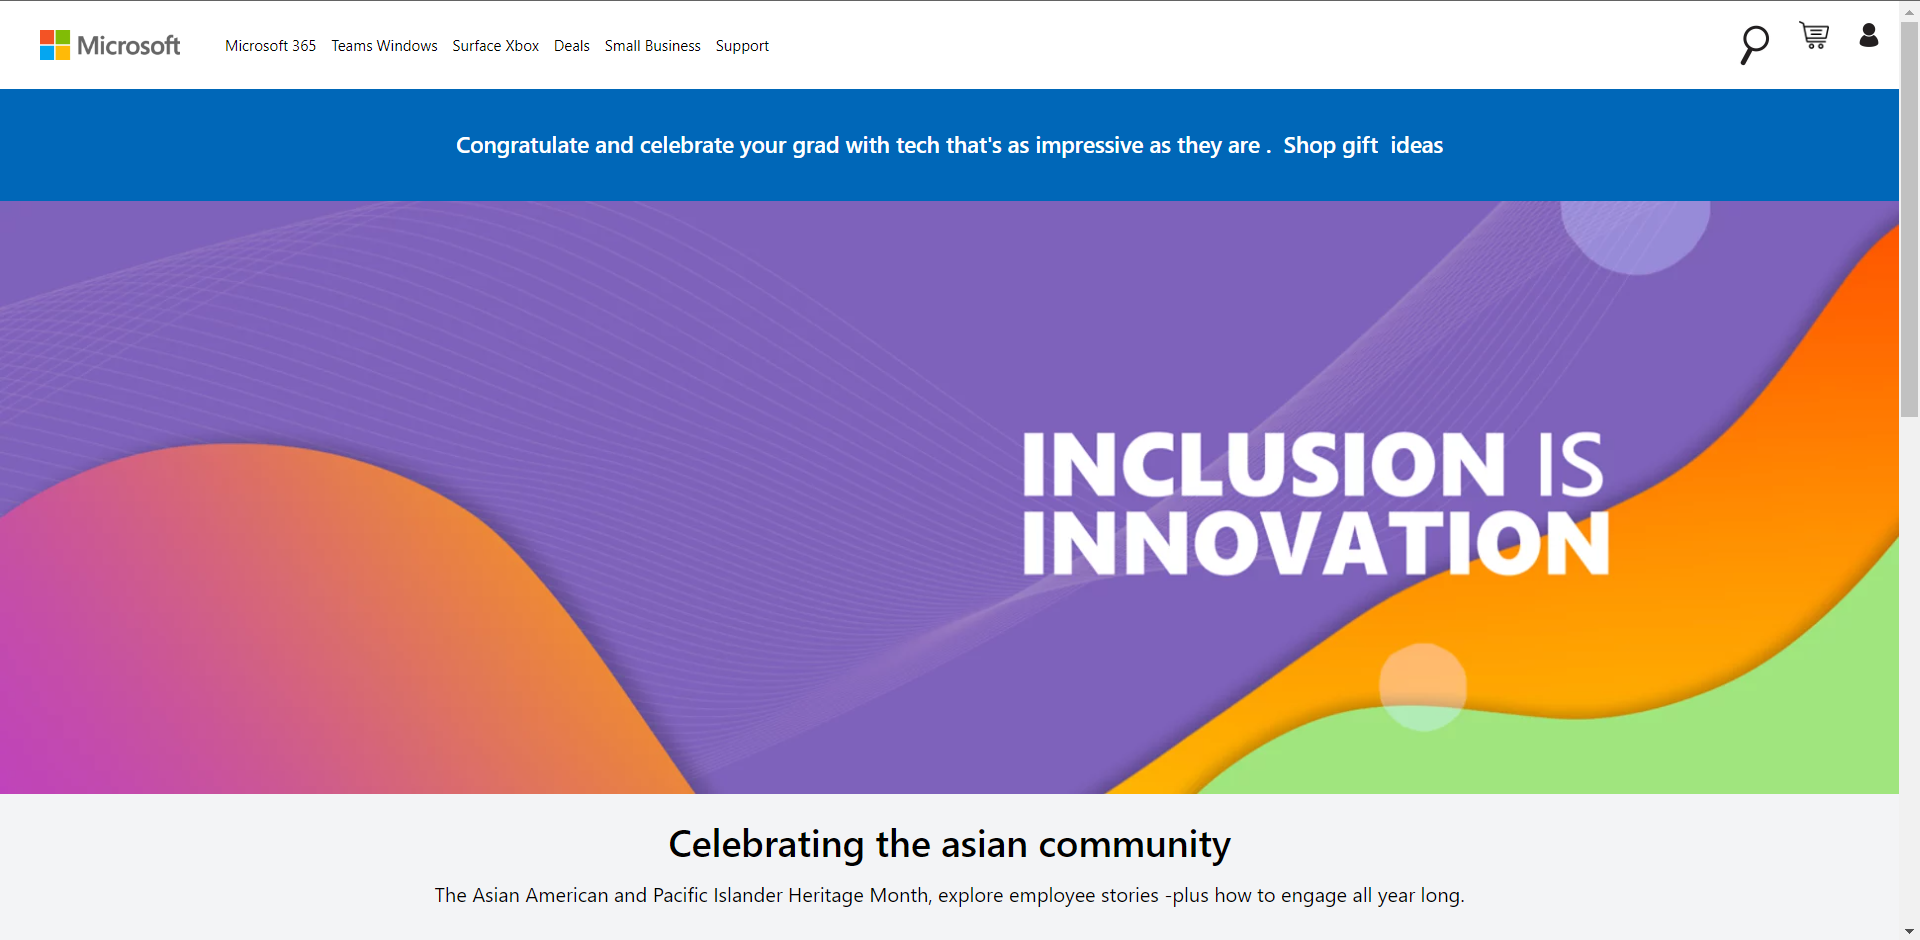 Microsoft
Microsoft 365 Teams Windows Surface Xbox Deals Small Business Support
Congratulate and celebrate your grad with tech that's as impressive as they are . Shop gift ideas
INCLUSION IS
INNOVATION
Celebrating the asian community
The Asian American and Pacific Islander Heritage Month, explore employee stories -plus how to engage all year long.